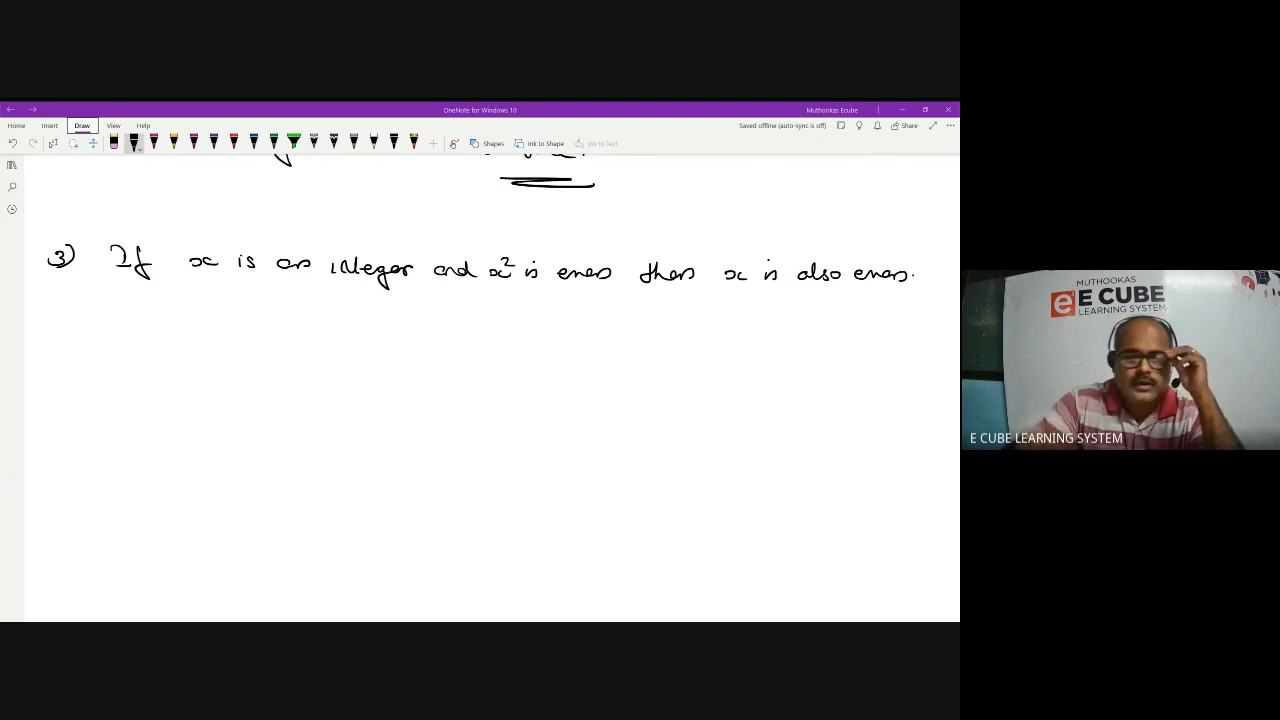 OneNote for Windows 10
Muthookas Ecube
Home Insert Draw View Help
Saved offline (auto-sync is off)
Share
Shapes Ink to Shape Ink to Text
3) If x is an integer and x² is even then x is also even.
MUTHOOKAS
e³ E CUBE
LEARNING SYSTEM
E CUBE LEARNING SYSTEM